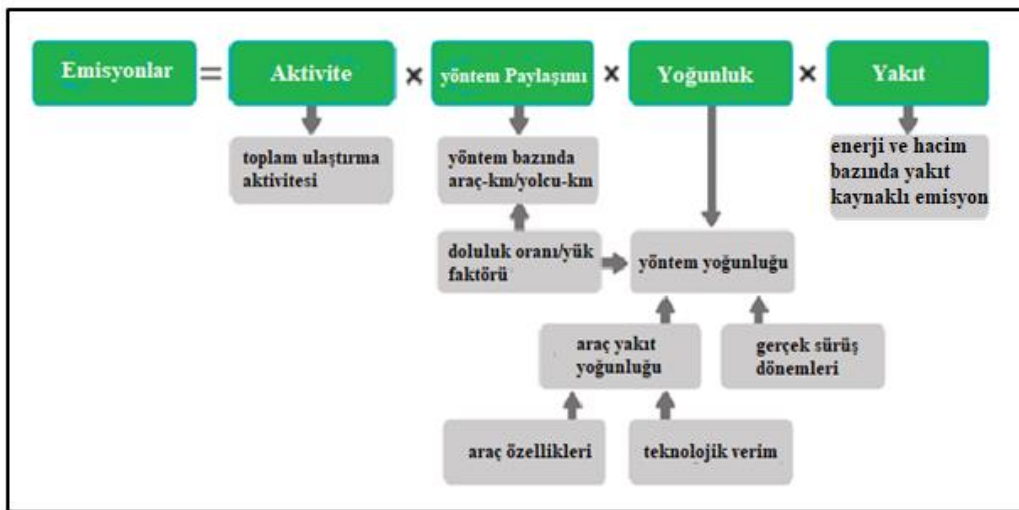 Emisyonlar = Aktivite × yöntem Paylaşımı × Yoğunluk × Yakıt
toplam ulaştırma
aktivitesi
yöntem bazında
araç-km/yolcu-km
enerji ve hacim
bazında yakıt
kaynaklı emisyon
doluluk oranı/yük
faktörü
yöntem yoğunluğu
araç yakıt
yoğunluğu
gerçek sürüş
dönemleri
araç özellikleri
teknolojik verim